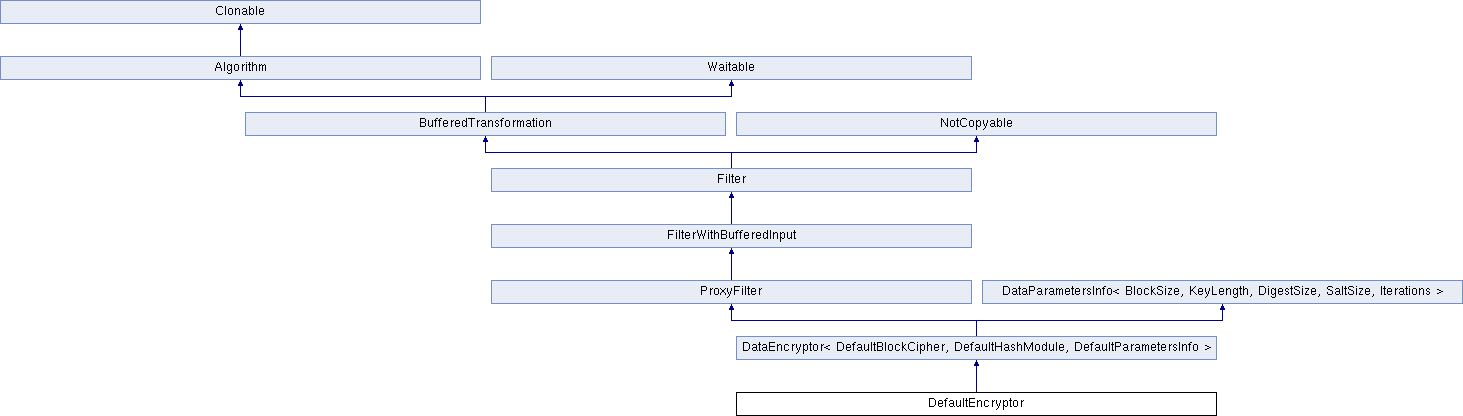 Clonable
Algorithm
Waitable
BufferedTransformation
NotCopyable
Filter
FilterWithBufferedInput
ProxyFilter
DataParametersInfo< BlockSize, KeyLength, DigestSize, SaltSize, Iterations >
DataEncryptor< DefaultBlockCipher, DefaultHashModule, DefaultParametersInfo >
DefaultEncryptor